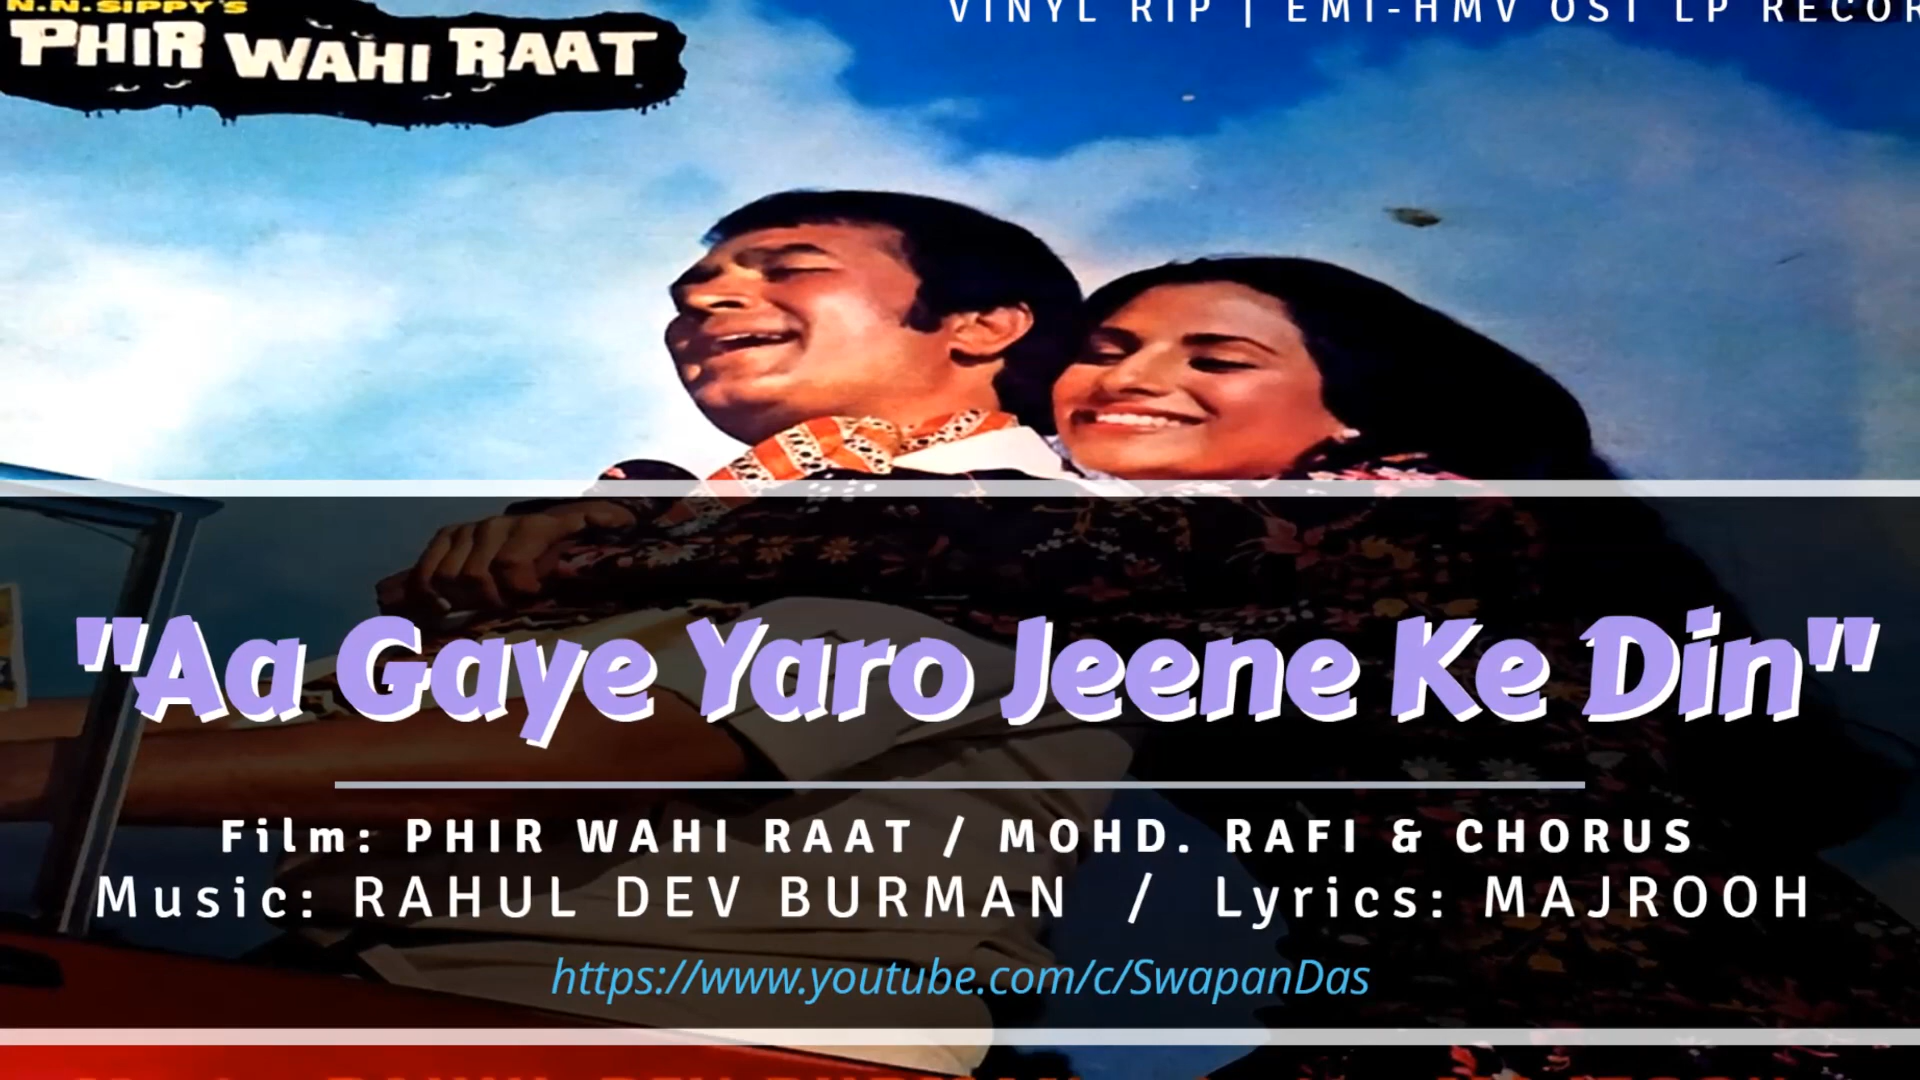 N.N.SIPPY'S
PHIR WAHI RAAT
VINYL RIP | EMI-HMV OST LP RECOR
"Aa Gaye Yaro Jeene Ke Din"
Film: PHIR WAHI RAAT / MOHD. RAFI & CHORUS
Music: RAHUL DEV BURMAN / Lyrics: MAJROOH
https://www.youtube.com/c/SwapanDas